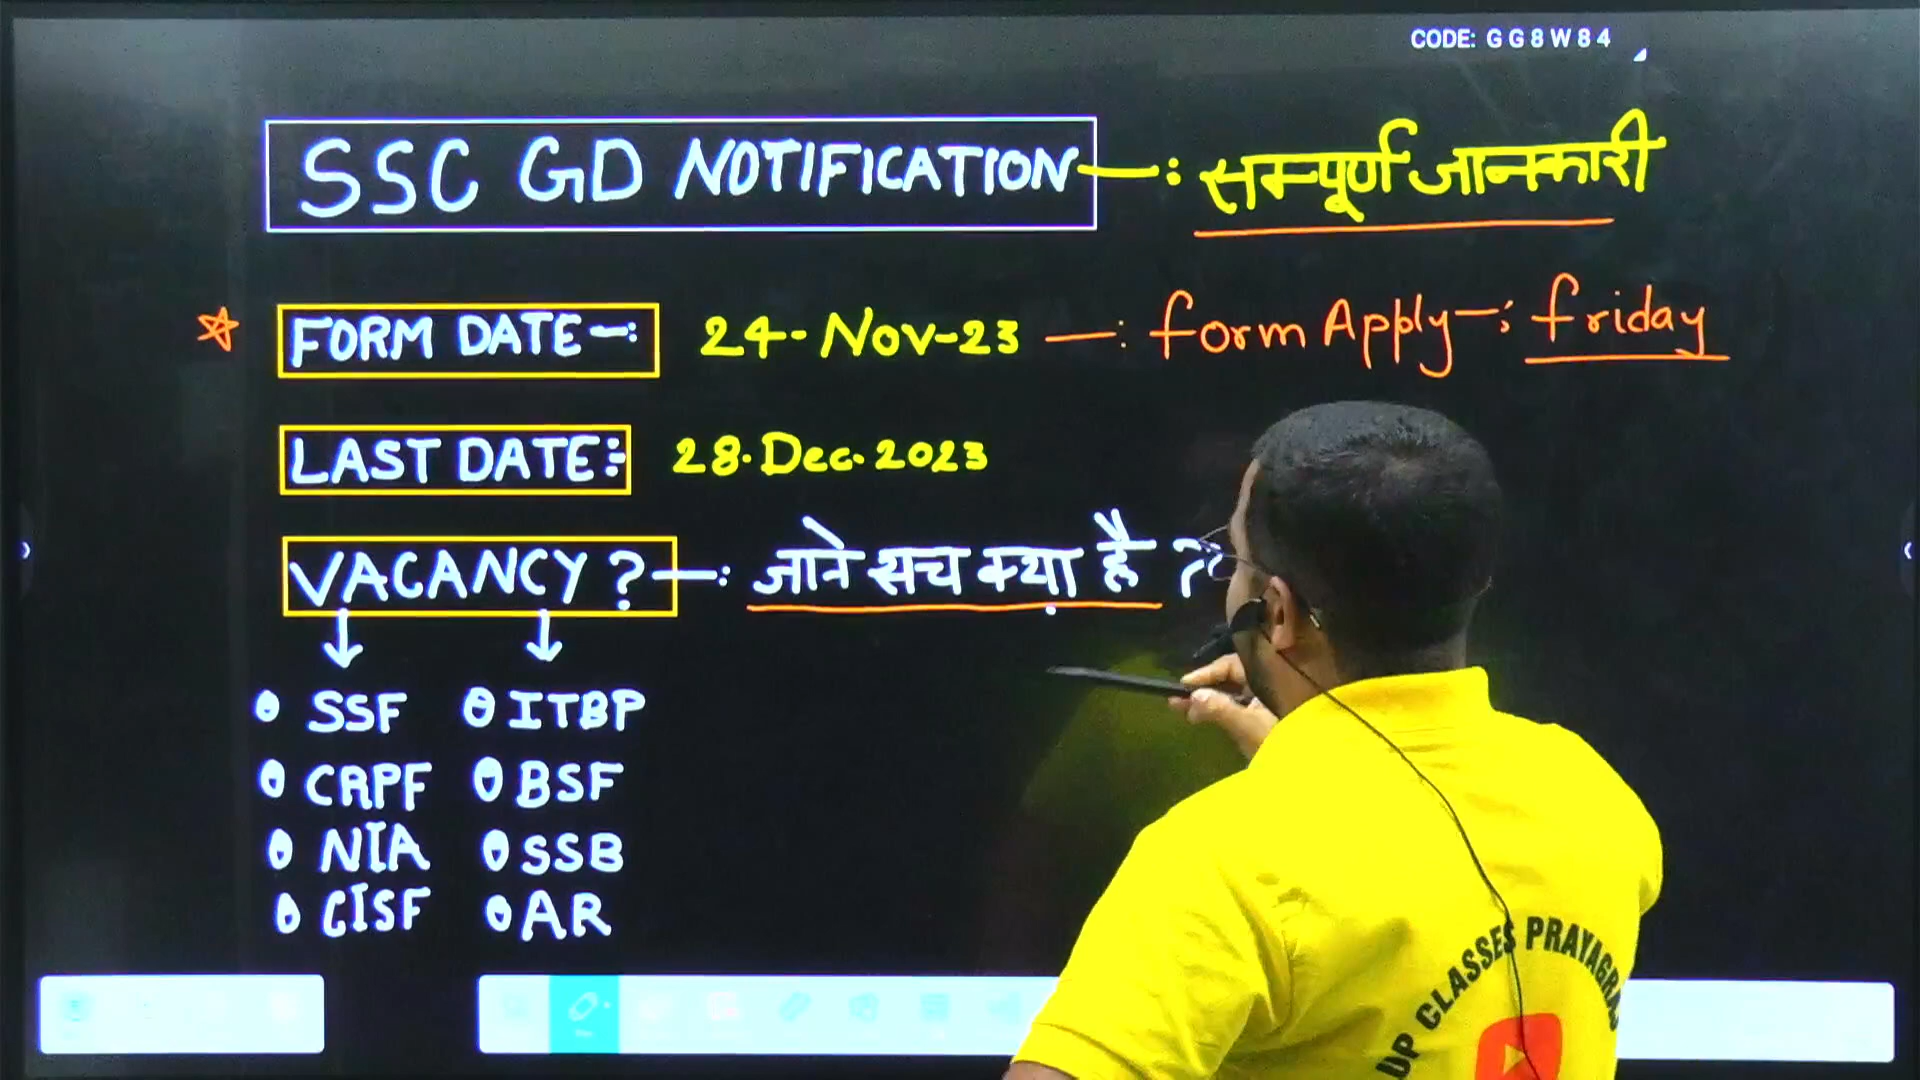 CODE: GG8W84
SSC GD NOTIFICATION —: सम्पूर्ण जानकारी
FORM DATE—: 24-Nov-23 —: form Apply—: friday
LAST DATE: 28.Dec.2023
VACANCY ? —: जाने सच क्या है ?
SSF ITBP
CRPF BSF
NIA SSB
CISF AR
DP CLASSES PRAYAGRAJ